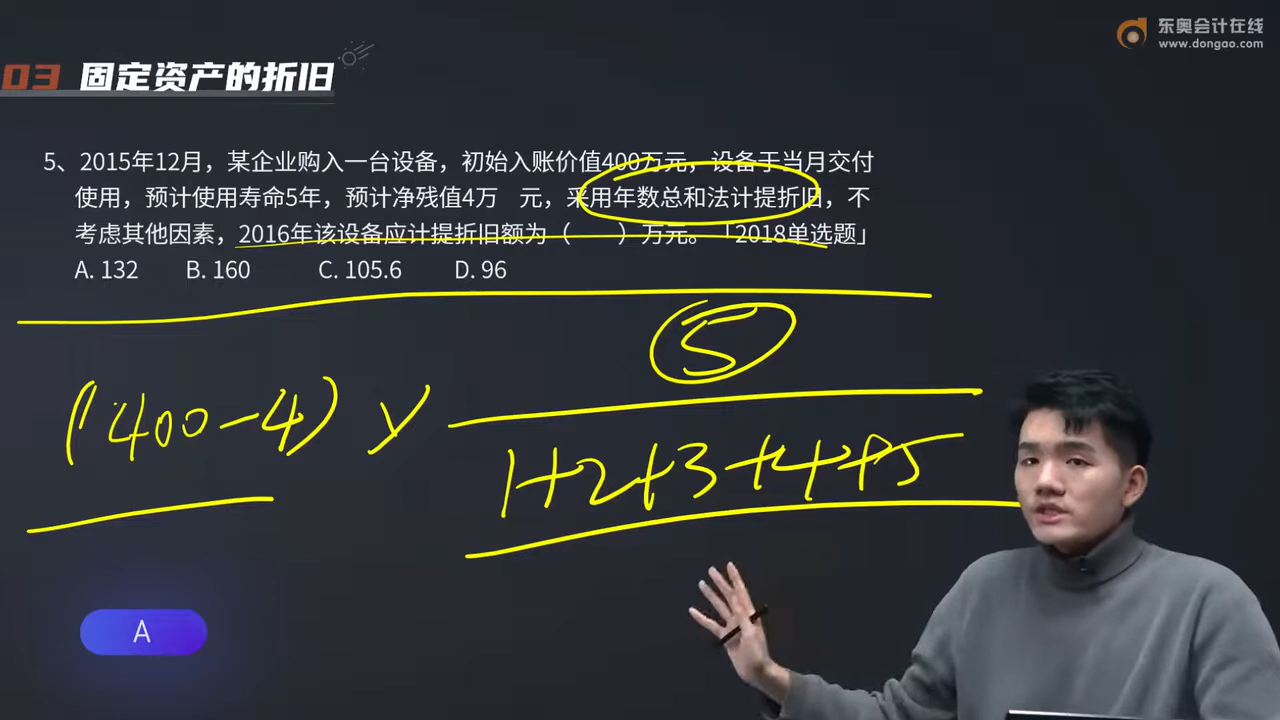 东奥会计在线
www.dongao.com
03 固定资产的折旧
5、2015年12月，某企业购入一台设备，初始入账价值400万元，设备于当月交付
使用，预计使用寿命5年，预计净残值4万 元，采用年数总和法计提折旧，不
考虑其他因素，2016年该设备应计提折旧额为（ ）万元。「2018单选题」
A. 132 B. 160 C. 105.6 D. 96
5
(400-4) ×
1+2+3+4+5
A